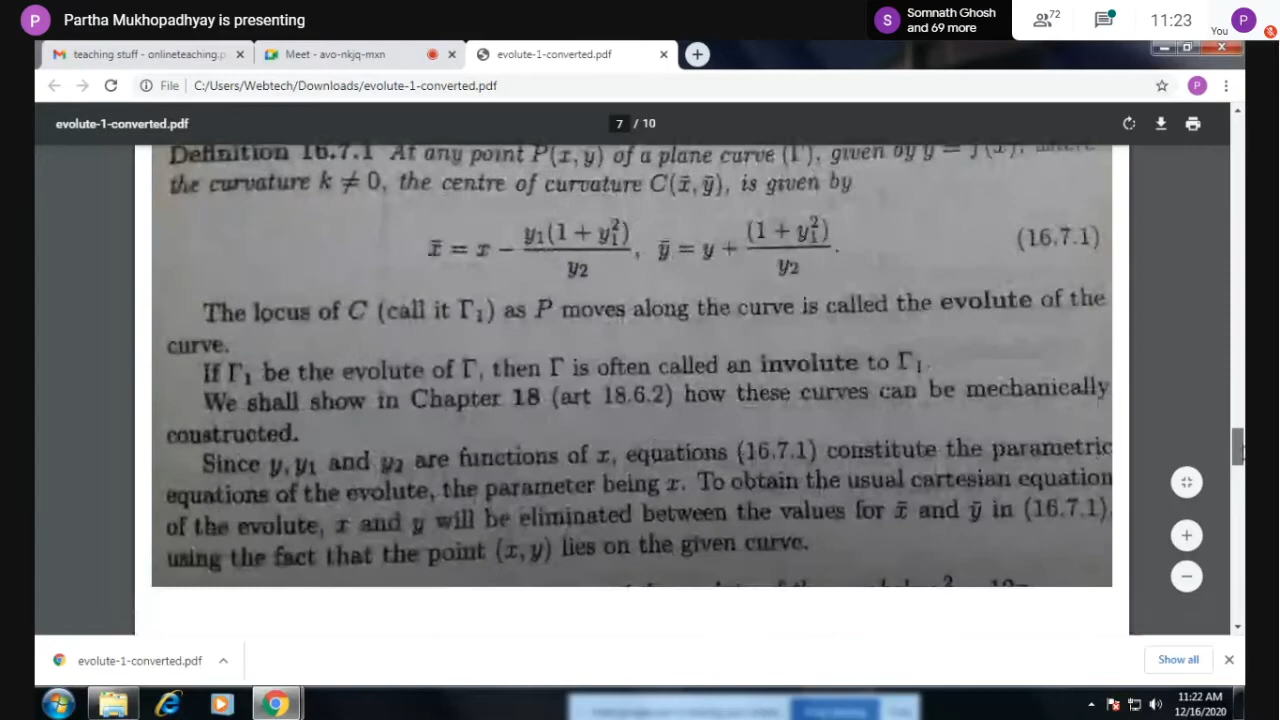 P Partha Mukhopadhyay is presenting
S Somnath Ghosh and 69 more
72
11:23
You
P
teaching stuff - onlineteaching.p
Meet - avo-nkjq-mxn
evolute-1-converted.pdf
File C:/Users/Webtech/Downloads/evolute-1-converted.pdf
P
evolute-1-converted.pdf
7 / 10
Definition 16.7.1 At any point P(x, y) of a plane curve (Γ), given by y = f(x), where
the curvature k ≠ 0, the centre of curvature C(x̄, ȳ), is given by
x̄ = x − y₁(1 + y₁²)/y₂, ȳ = y + (1 + y₁²)/y₂. (16.7.1)
The locus of C (call it Γ₁) as P moves along the curve is called the evolute of the
curve.
If Γ₁ be the evolute of Γ, then Γ is often called an involute to Γ₁.
We shall show in Chapter 18 (art 18.6.2) how these curves can be mechanically
constructed.
Since y, y₁ and y₂ are functions of x, equations (16.7.1) constitute the parametric
equations of the evolute, the parameter being x. To obtain the usual cartesian equation
of the evolute, x and y will be eliminated between the values for x̄ and ȳ in (16.7.1),
using the fact that the point (x, y) lies on the given curve.
evolute-1-converted.pdf
Show all
11:22 AM
12/16/2020